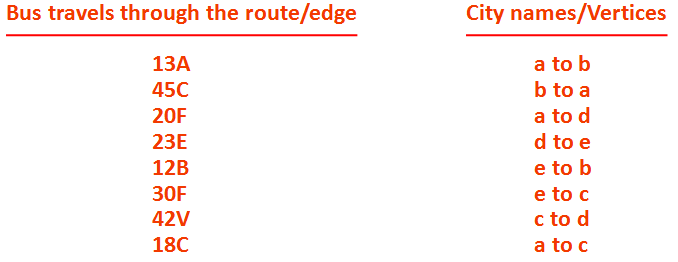 Bus travels through the route/edge City names/Vertices
13A a to b
45C b to a
20F a to d
23E d to e
12B e to b
30F e to c
42V c to d
18C a to c